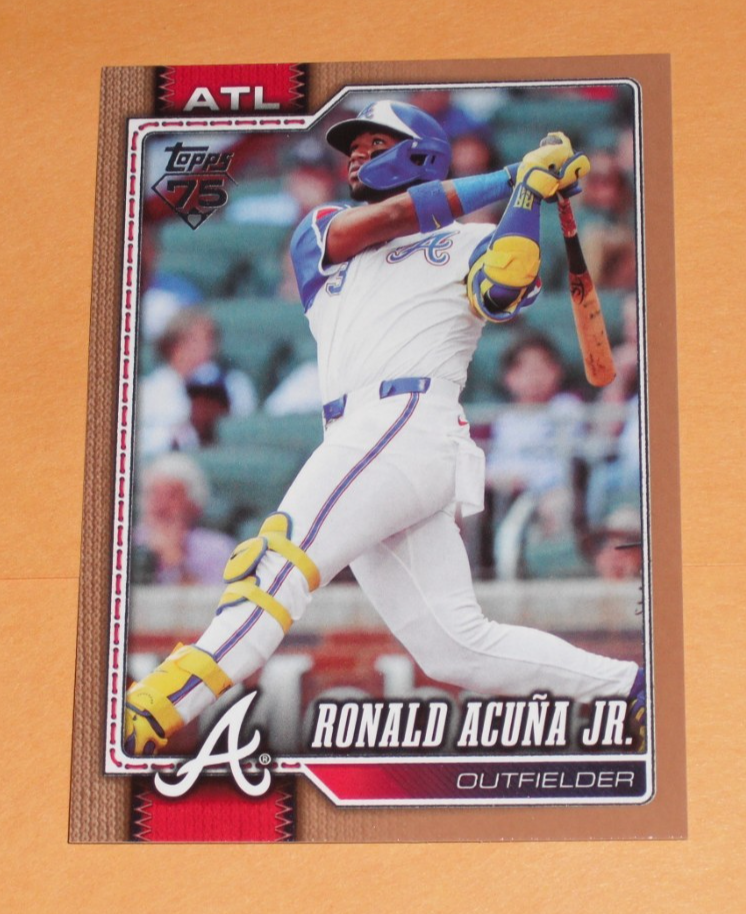 ATL
Topps
75
A
A
RONALD ACUÑA JR.
®
OUTFIELDER